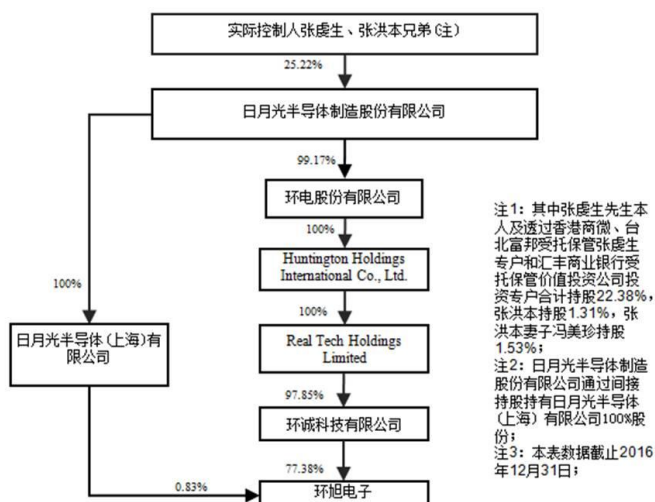 实际控制人张虔生、张洪本兄弟(注)
25.22%
日月光半导体制造股份有限公司
99.17%
环电股份有限公司
100%
Huntington Holdings
International Co., Ltd.
100%
Real Tech Holdings
Limited
97.85%
环诚科技有限公司
77.38%
环旭电子
100%
日月光半导体(上海)有
限公司
0.83%
注1：其中张虔生先生本
人及透过香港商微、台
北富邦受托保管张虔生
专户和汇丰商业银行受
托保管价值投资公司投
资专户合计持股22.38%，
张洪本持股1.31%，张
洪本妻子冯美珍持股
1.53%；
注2：日月光半导体制造
股份有限公司通过间接
持股持有日月光半导体
(上海) 有限公司100%股
份；
注3：本表数据截止2016
年12月31日；